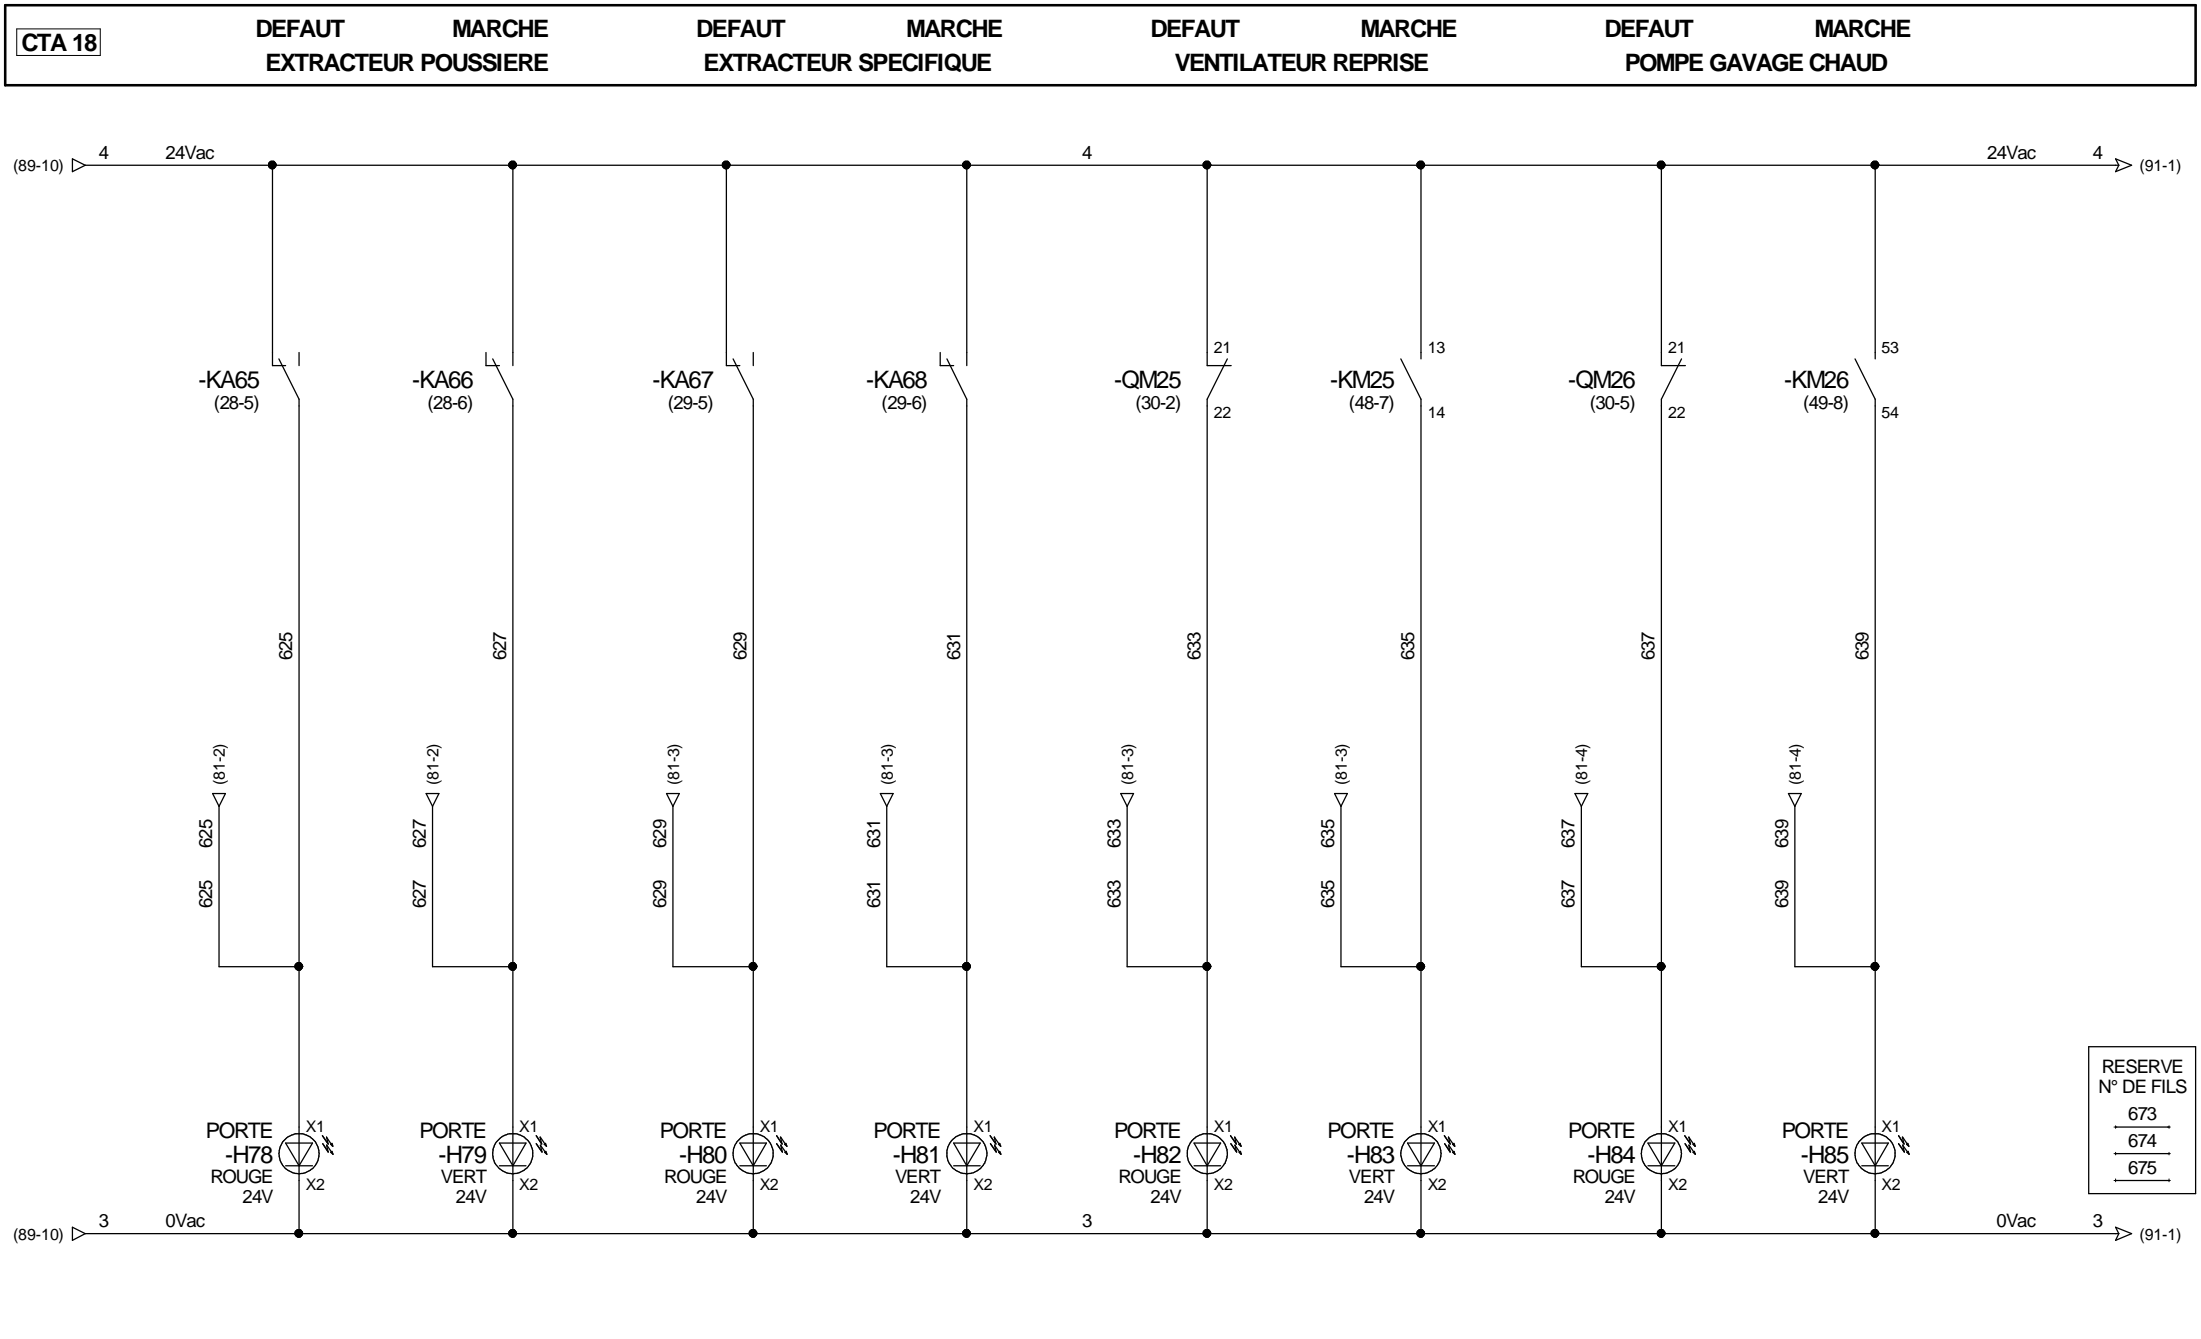 CTA 18
DEFAUT MARCHE DEFAUT MARCHE DEFAUT MARCHE DEFAUT MARCHE
EXTRACTEUR POUSSIERE EXTRACTEUR SPECIFIQUE VENTILATEUR REPRISE POMPE GAVAGE CHAUD
(89-10) 4 24Vac 4 24Vac 4 (91-1)
21 13 21 53
-KA65 -KA66 -KA67 -KA68 -QM25 -KM25 -QM26 -KM26
(28-5) (28-6) (29-5) (29-6) (30-2) (48-7) (30-5) (49-8)
22 14 22 54
625 627 629 631 633 635 637 639
(81-2) (81-2) (81-3) (81-3) (81-3) (81-3) (81-4) (81-4)
625 627 629 631 633 635 637 639
625 627 629 631 633 635 637 639
RESERVE
N° DE FILS
673
674
675
PORTE X1 PORTE X1 PORTE X1 PORTE X1 PORTE X1 PORTE X1 PORTE X1 PORTE X1
-H78 -H79 -H80 -H81 -H82 -H83 -H84 -H85
ROUGE X2 VERT X2 ROUGE X2 VERT X2 ROUGE X2 VERT X2 ROUGE X2 VERT X2
24V 24V 24V 24V 24V 24V 24V 24V
(89-10) 3 0Vac 3 0Vac 3 (91-1)